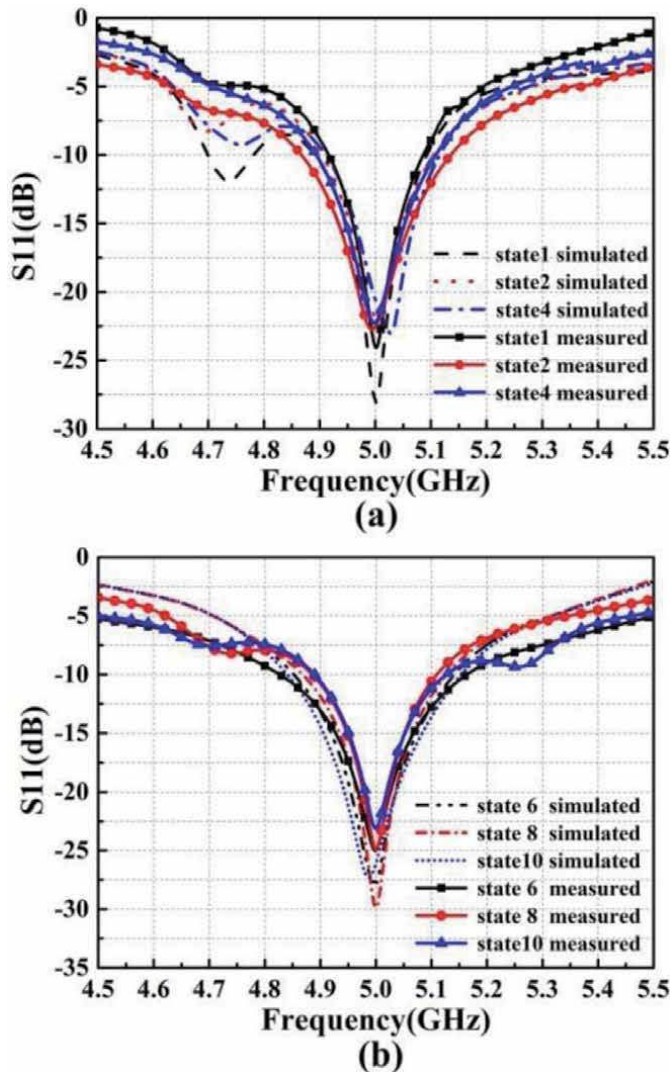 0
-5
-10
-15
-20
-25
-30
S11(dB)
state1 simulated
state2 simulated
state4 simulated
state1 measured
state2 measured
state4 measured
4.5 4.6 4.7 4.8 4.9 5.0 5.1 5.2 5.3 5.4 5.5
Frequency(GHz)
(a)
0
-5
-10
-15
-20
-25
-30
-35
S11(dB)
state 6 simulated
state 8 simulated
state10 simulated
state 6 measured
state 8 measured
state10 measured
4.5 4.6 4.7 4.8 4.9 5.0 5.1 5.2 5.3 5.4 5.5
Frequency(GHz)
(b)